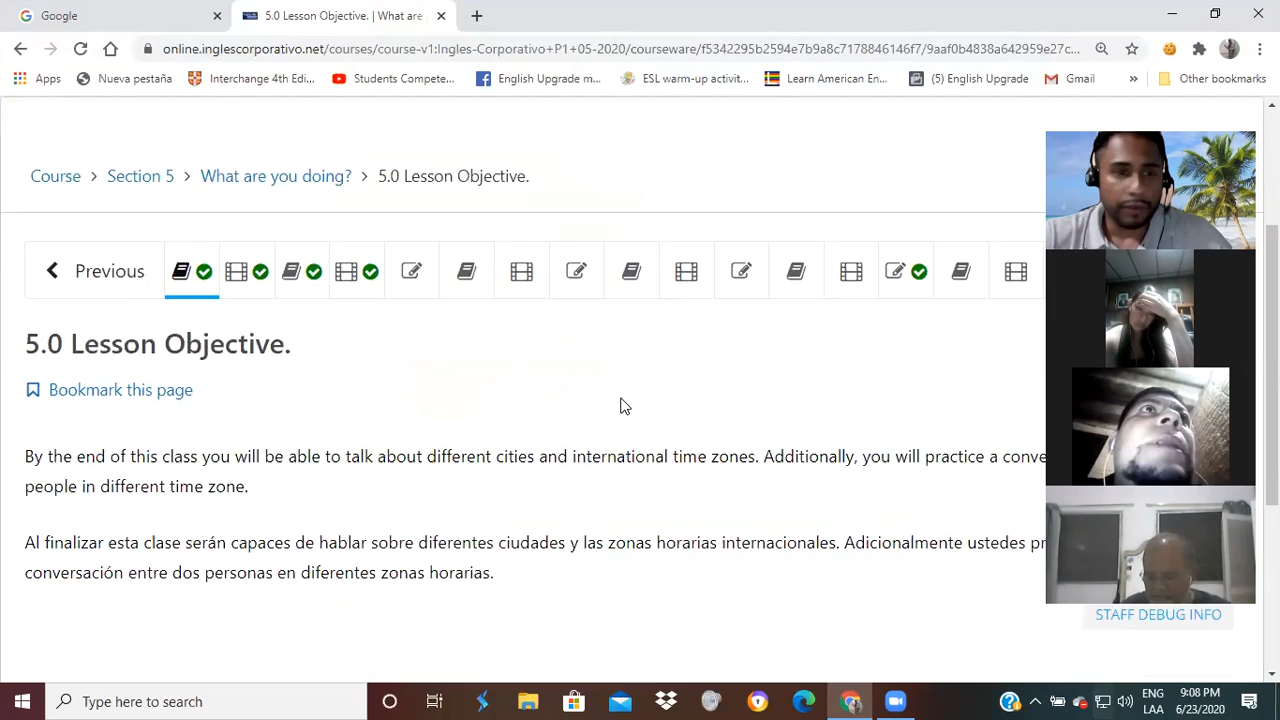 Google
5.0 Lesson Objective. | What are
online.inglescorporativo.net/courses/course-v1:Ingles-Corporativo+P1+05-2020/courseware/f5342295b2594e7b9a8c7178846146f7/9aaf0b4838a642959e27c...
Apps Nueva pestaña Interchange 4th Edi... Students Compete... English Upgrade m... ESL warm-up activit... Learn American En... (5) English Upgrade Gmail » Other bookmarks
Course > Section 5 > What are you doing? > 5.0 Lesson Objective.
Previous
5.0 Lesson Objective.
Bookmark this page
By the end of this class you will be able to talk about different cities and international time zones. Additionally, you will practice a conve
people in different time zone.
Al finalizar esta clase serán capaces de hablar sobre diferentes ciudades y las zonas horarias internacionales. Adicionalmente ustedes pr
conversación entre dos personas en diferentes zonas horarias.
STAFF DEBUG INFO
Type here to search
ENG 9:08 PM
LAA 6/23/2020